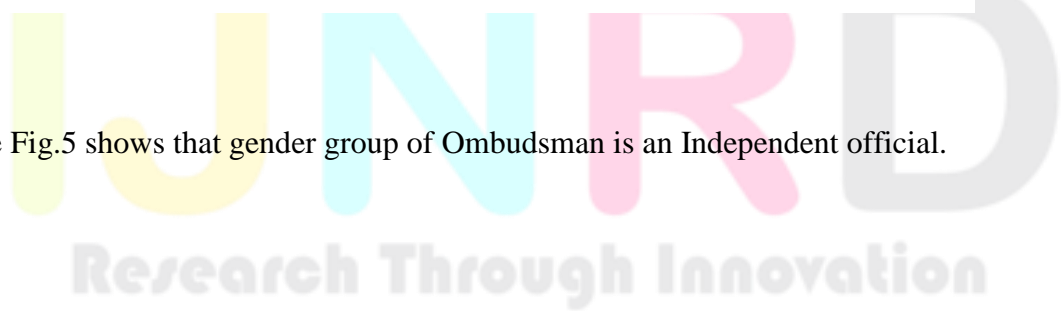 IJNRD
e Fig.5 shows that gender group of Ombudsman is an Independent official.
Research Through Innovation